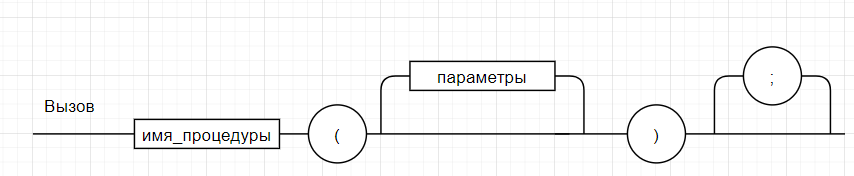 параметры
;
Вызов
имя_процедуры
(
)